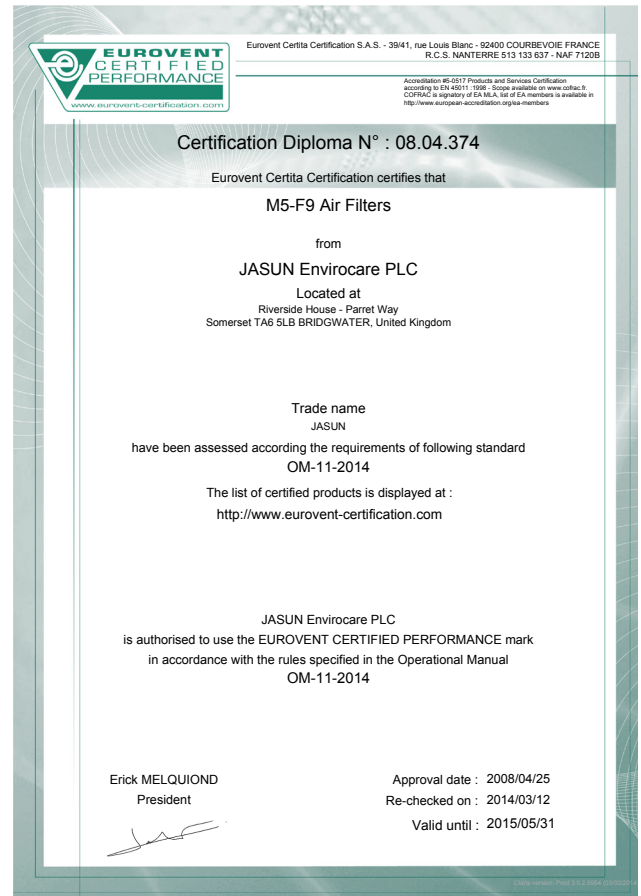 EUROVENT
CERTIFIED
PERFORMANCE
www.eurovent-certification.com
Eurovent Certita Certification S.A.S. - 39/41, rue Louis Blanc - 92400 COURBEVOIE FRANCE
R.C.S. NANTERRE 513 133 637 - NAF 7120B
Accreditation #5-0517 Products and Services Certification
according to EN 45011 :1998 - Scope available on www.cofrac.fr.
COFRAC is signatory of EA MLA, list of EA members is available in
http://www.european-accreditation.org/ea-members
Certification Diploma N° : 08.04.374
Eurovent Certita Certification certifies that
M5-F9 Air Filters
from
JASUN Envirocare PLC
Located at
Riverside House - Parret Way
Somerset TA6 5LB BRIDGWATER, United Kingdom
Trade name
JASUN
have been assessed according the requirements of following standard
OM-11-2014
The list of certified products is displayed at :
http://www.eurovent-certification.com
JASUN Envirocare PLC
is authorised to use the EUROVENT CERTIFIED PERFORMANCE mark
in accordance with the rules specified in the Operational Manual
OM-11-2014
Erick MELQUIOND
President
Approval date : 2008/04/25
Re-checked on : 2014/03/12
Valid until : 2015/05/31